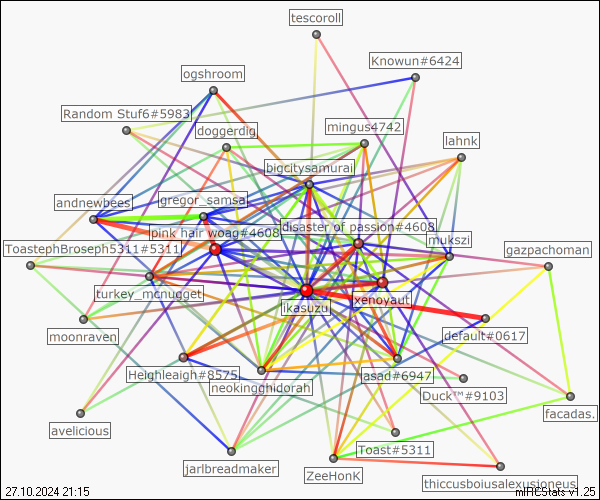 tescoroll
Knowun#6424
ogshroom
Random Stuf6#5983
mingus4742
doggerdig
lahnk
bigcitysamurai
gregor_samsa
andnewbees
disaster of passion#4608
pink hair woag#4608
mukszi
ToastephBroseph5311#5311
gazpachoman
turkey_mcnugget
xenoyaut
ikasuzu
moonraven
default#0617
Heighleaigh#8575
jasad#6947
neokingghidorah
Duck™#9103
facadas.
avelicious
Toast#5311
jarlbreadmaker
ZeeHonK
thiccusboiusalexusioneus
27.10.2024 21:15
mIRCStats v1.25